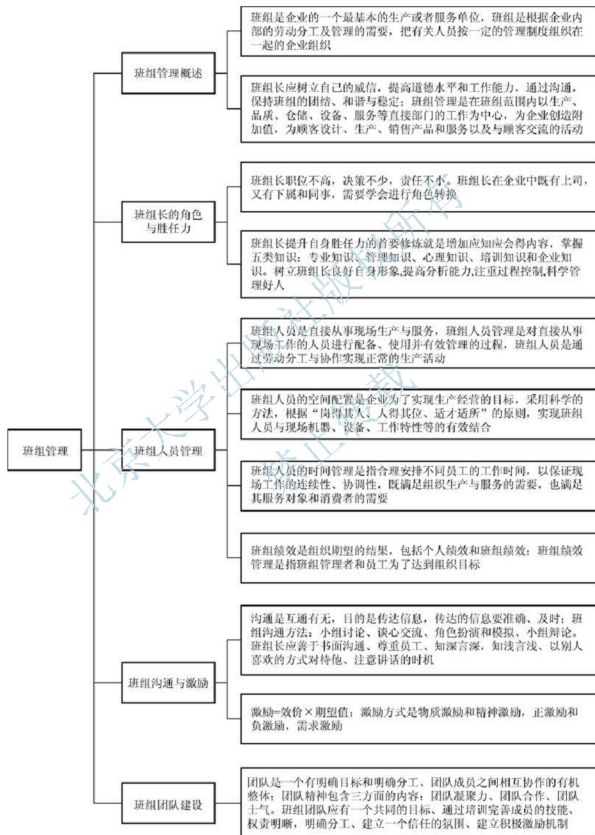 班组是企业的一个最基本的生产或者服务单位，班组是根据企业内
部的劳动分工及管理的需要，把有关人员按一定的管理制度组织在
一起的企业组织
班组管理概述
班组长应树立自己的威信，提高道德水平和工作能力，通过沟通，
保持班组的团结、和谐与稳定；班组管理是在班组范围内以生产、
品质、仓储、设备、服务等直接部门的工作为中心，为企业创造附
加值，为顾客设计、生产、销售产品和服务以及与顾客交流的活动
班组长职位不高，决策不少，责任不小。班组长在企业中既有上司，
又有下属和同事，需要学会进行角色转换
班组长的角色
与胜任力
班组长提升自身胜任力的首要修炼就是增加应知应会得内容，掌握
五类知识：专业知识、管理知识、心理知识、培训知识和企业知
识。树立班组长良好自身形象,提高分析能力,注重过程控制,科学管
理好人
班组人员是直接从事现场生产与服务，班组人员管理是对直接从事
现场工作的人员进行配备、使用并有效管理的过程，班组人员是通
过劳动分工与协作实现正常的生产活动
班组人员的空间配置是企业为了实现生产经营的目标，采用科学的
方法，根据“岗得其人、人得其位、适才适所”的原则，实现班组
人员与现场机器、设备、工作特性等的有效结合
班组管理
班组人员管理
班组人员的时间管理是指合理安排不同员工的工作时间，以保证现
场工作的连续性、协调性，既满足组织生产与服务的需要，也满足
其服务对象和消费者的需要
班组绩效是组织期望的结果，包括个人绩效和班组绩效；班组绩效
管理是指班组管理者和员工为了达到组织目标
沟通是互通有无，目的是传达信息，传达的信息要准确、及时；班
组沟通方法：小组讨论、谈心交流、角色扮演和模拟、小组辩论。
班组长应善于书面沟通、尊重员工、知深言深，知浅言浅、以别人
喜欢的方式对待他、注意讲话的时机
班组沟通与激励
激励=效价×期望值；激励方式是物质激励和精神激励，正激励和
负激励，需求激励
班组团队建设
团队是一个有明确目标和明确分工、团队成员之间相互协作的有机
整体；团队精神包含三方面的内容：团队凝聚力、团队合作、团队
士气。班组团队应有一个共同的目标、通过培训完善成员的技能、
权责明晰，明确分工、建立一个信任的氛围、建立积极激励机制
北京大学出版社版权所有
禁止转载